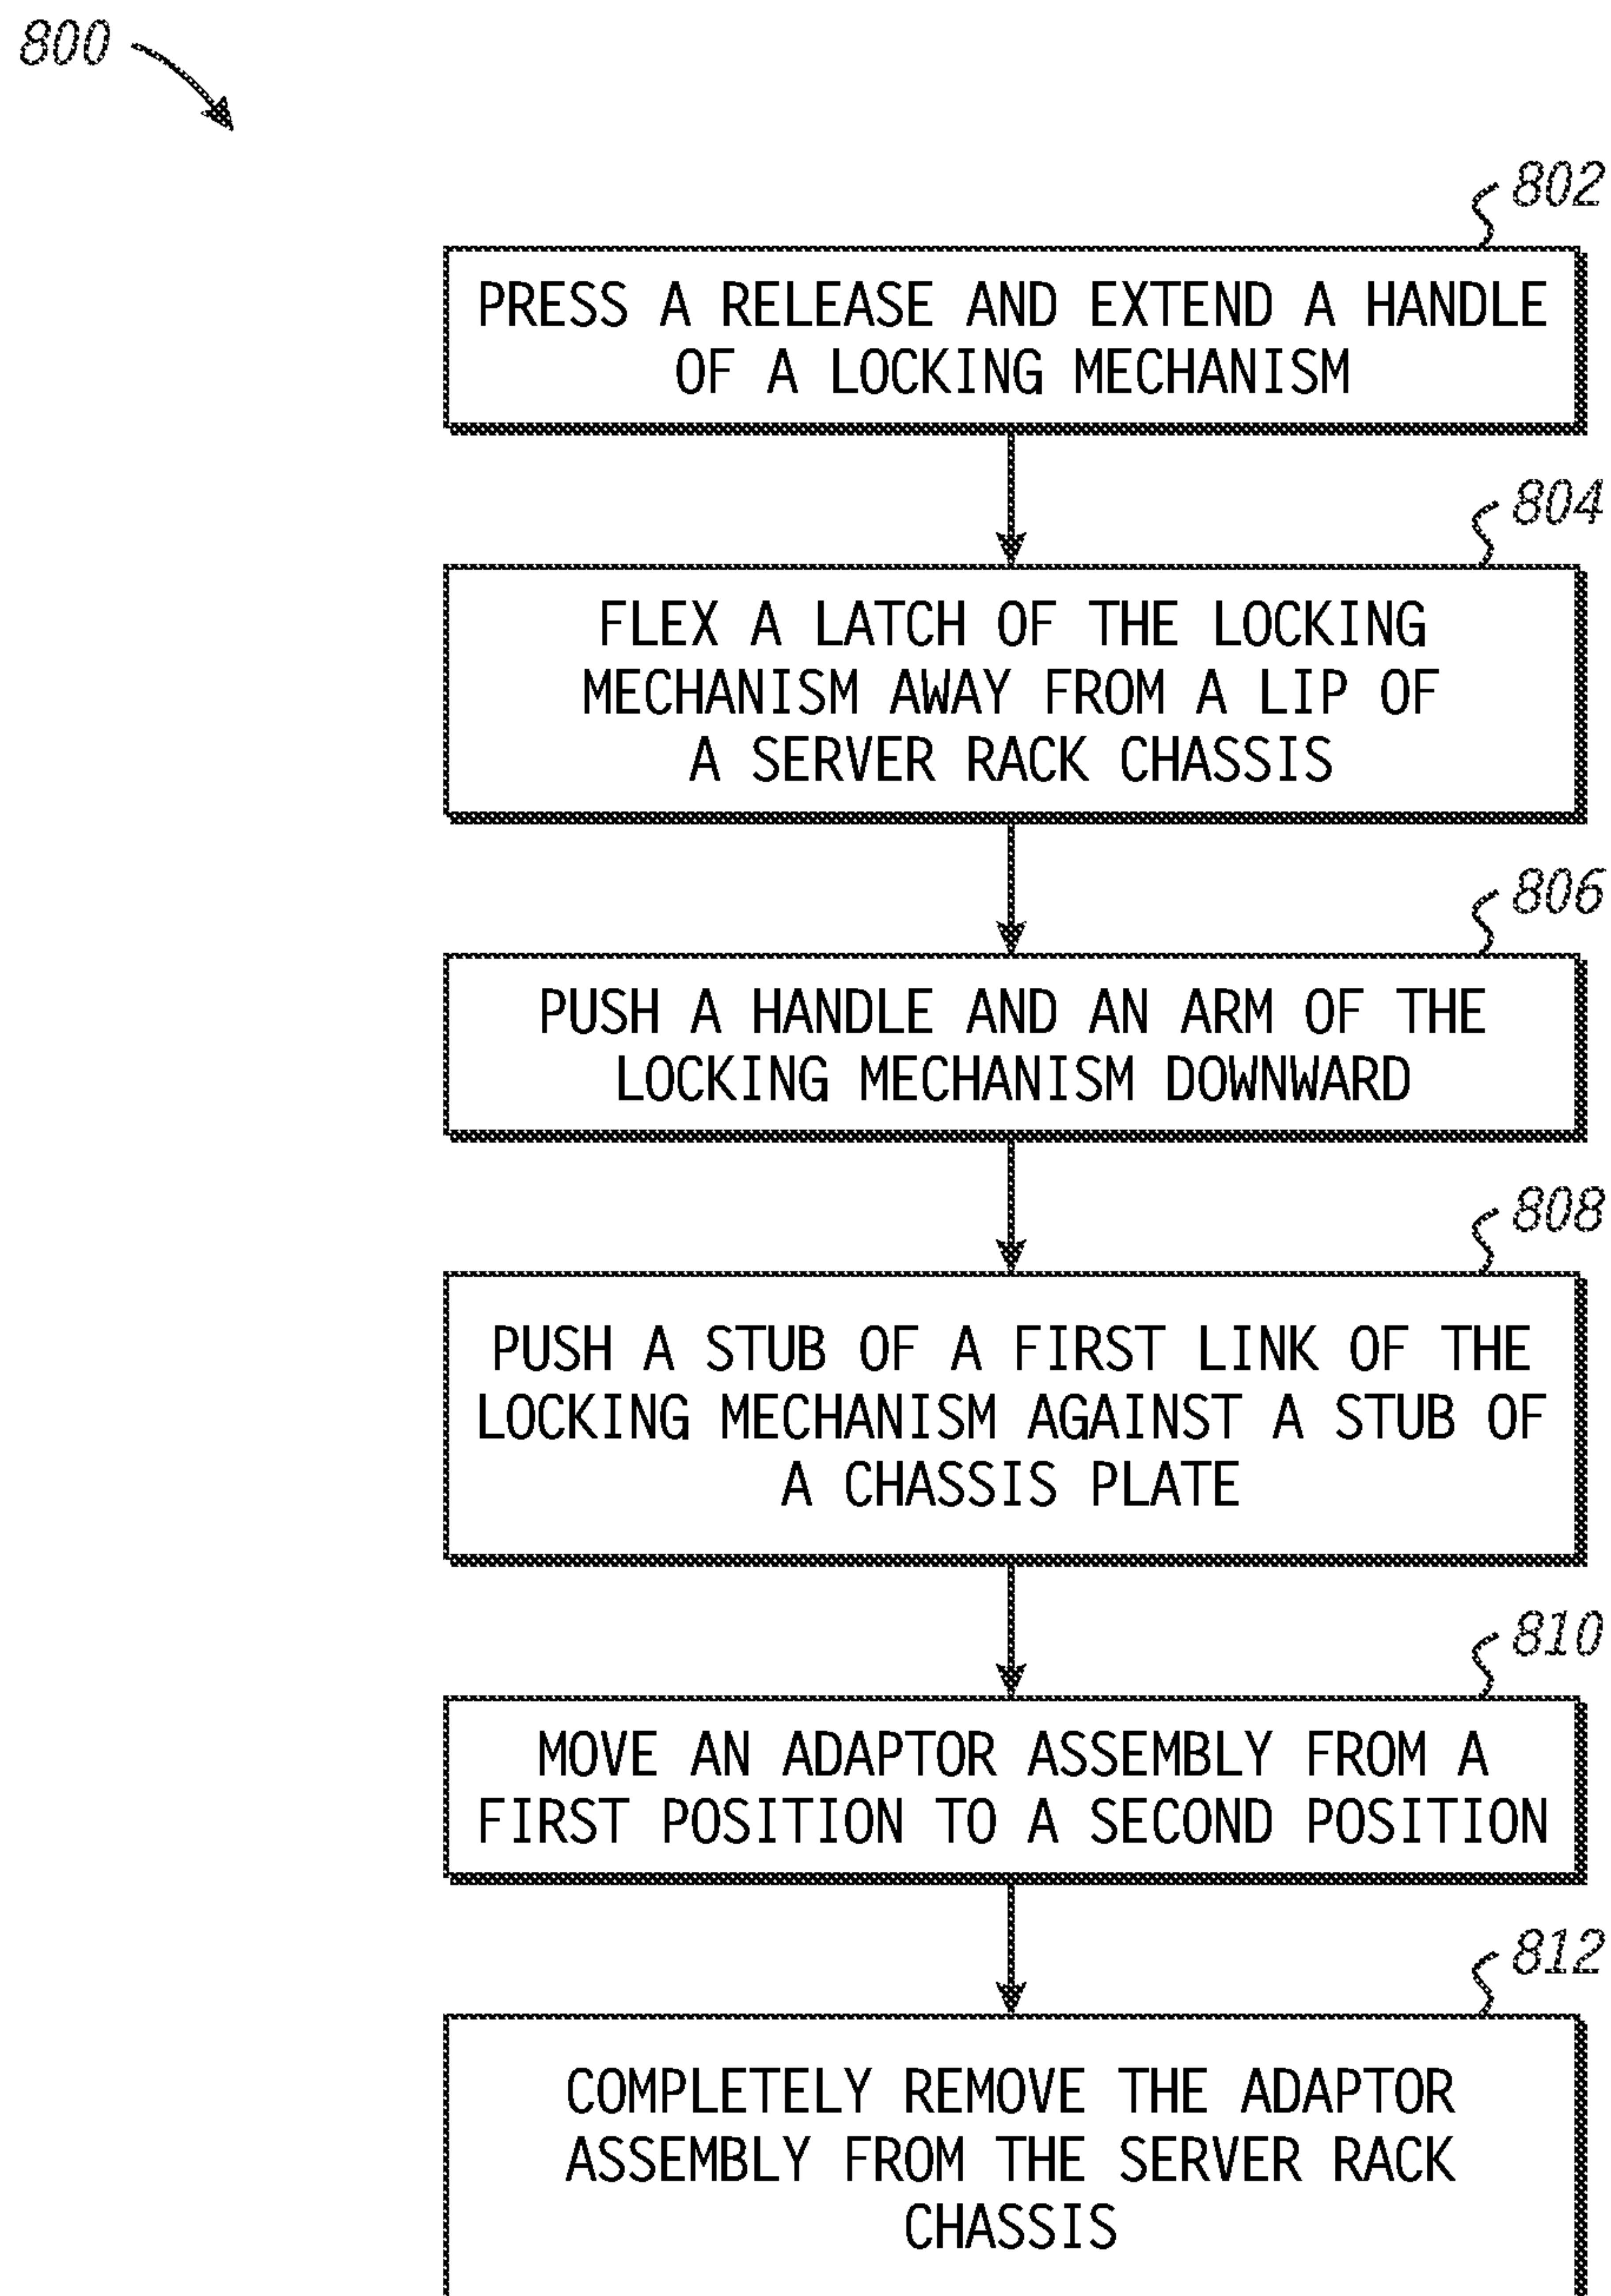 800
802
PRESS A RELEASE AND EXTEND A HANDLE
OF A LOCKING MECHANISM
804
FLEX A LATCH OF THE LOCKING
MECHANISM AWAY FROM A LIP OF
A SERVER RACK CHASSIS
806
PUSH A HANDLE AND AN ARM OF THE
LOCKING MECHANISM DOWNWARD
808
PUSH A STUB OF A FIRST LINK OF THE
LOCKING MECHANISM AGAINST A STUB OF
A CHASSIS PLATE
810
MOVE AN ADAPTOR ASSEMBLY FROM A
FIRST POSITION TO A SECOND POSITION
812
COMPLETELY REMOVE THE ADAPTOR
ASSEMBLY FROM THE SERVER RACK
CHASSIS